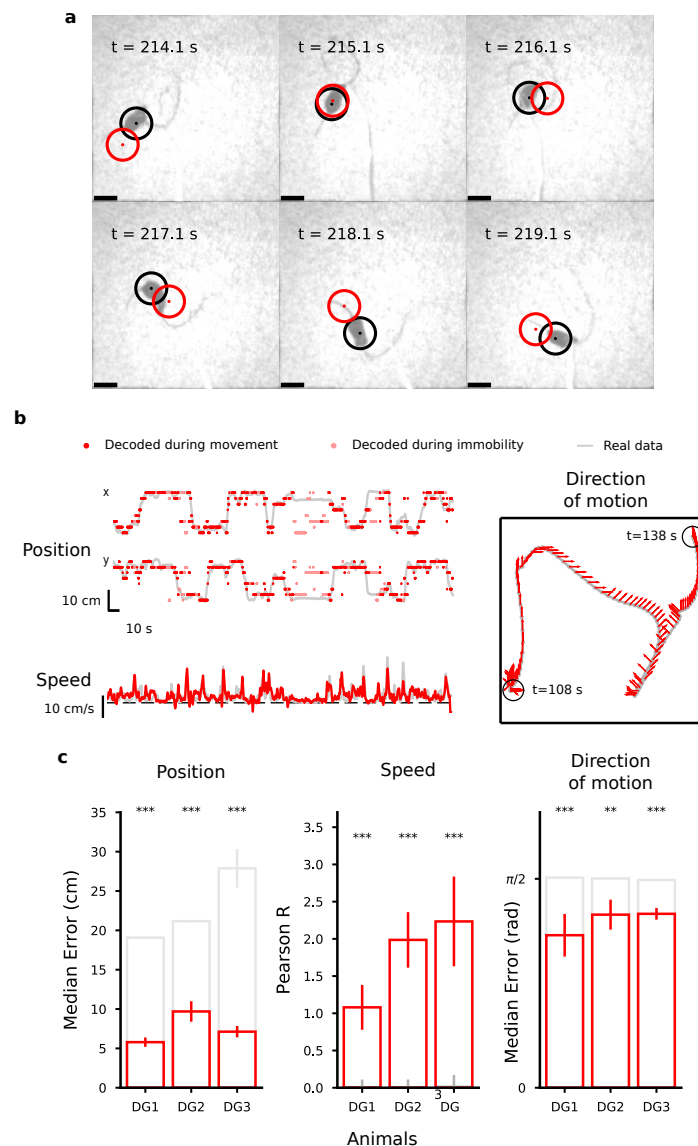 a
t = 214.1 s
t = 215.1 s
t = 216.1 s
t = 217.1 s
t = 218.1 s
t = 219.1 s
b
Decoded during movement
Decoded during immobility
Real data
x
Position
y
10 cm
10 s
Speed
10 cm/s
Direction
of motion
t=138 s
t=108 s
c
Position
Median Error (cm)
35
30
25
20
15
10
5
0
***
***
***
DG1
DG2
DG3
Speed
Pearson R
3.5
3.0
2.5
2.0
1.5
1.0
0.5
0.0
***
***
***
DG1
DG2
DG
3
Direction
of motion
Median Error (rad)
π/2
0
***
**
***
DG1
DG2
DG3
Animals